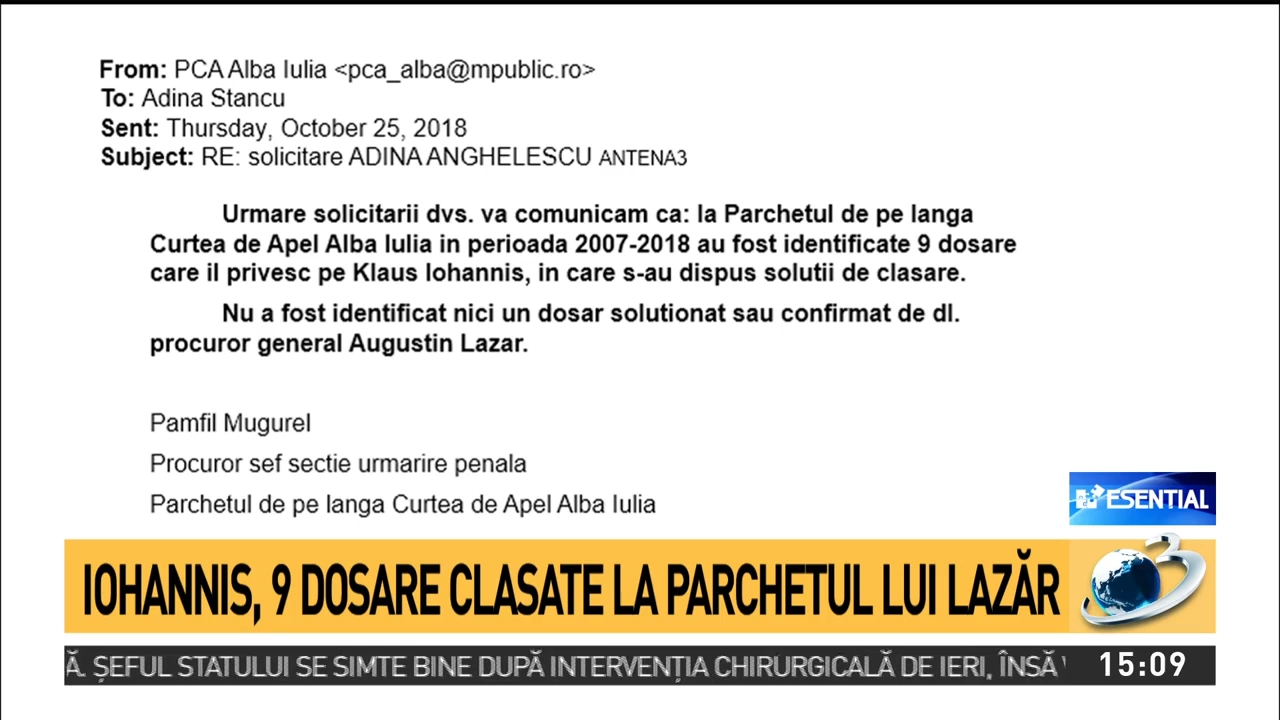 From: PCA Alba Iulia <pca_alba@mpublic.ro>
To: Adina Stancu
Sent: Thursday, October 25, 2018
Subject: RE: solicitare ADINA ANGHELESCU ANTENA3
Urmare solicitarii dvs. va comunicam ca: la Parchetul de pe langa
Curtea de Apel Alba Iulia in perioada 2007-2018 au fost identificate 9 dosare
care il privesc pe Klaus Iohannis, in care s-au dispus solutii de clasare.
Nu a fost identificat nici un dosar solutionat sau confirmat de dl.
procuror general Augustin Lazar.
Pamfil Mugurel
Procuror sef sectie urmarire penala
Parchetul de pe langa Curtea de Apel Alba Iulia
ESENTIAL
IOHANNIS, 9 DOSARE CLASATE LA PARCHETUL LUI LAZĂR
3
Ă. ȘEFUL STATULUI SE SIMTE BINE DUPĂ INTERVENȚIA CHIRURGICALĂ DE IERI, ÎNSĂ
15:09